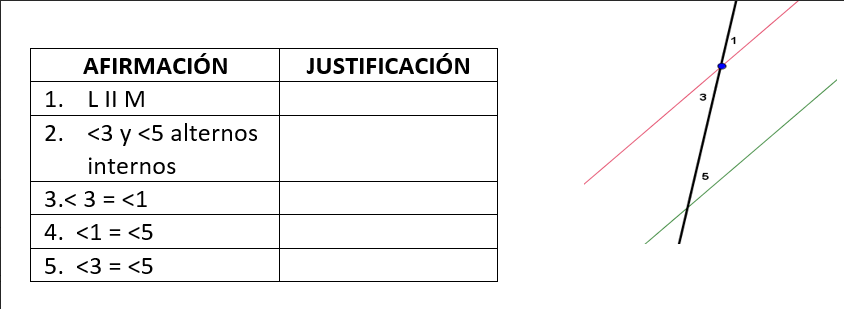 AFIRMACIÓN JUSTIFICACIÓN
1. L II M
2. <3 y <5 alternos
internos
3.< 3 = <1
4. <1 = <5
5. <3 = <5
1
3
5